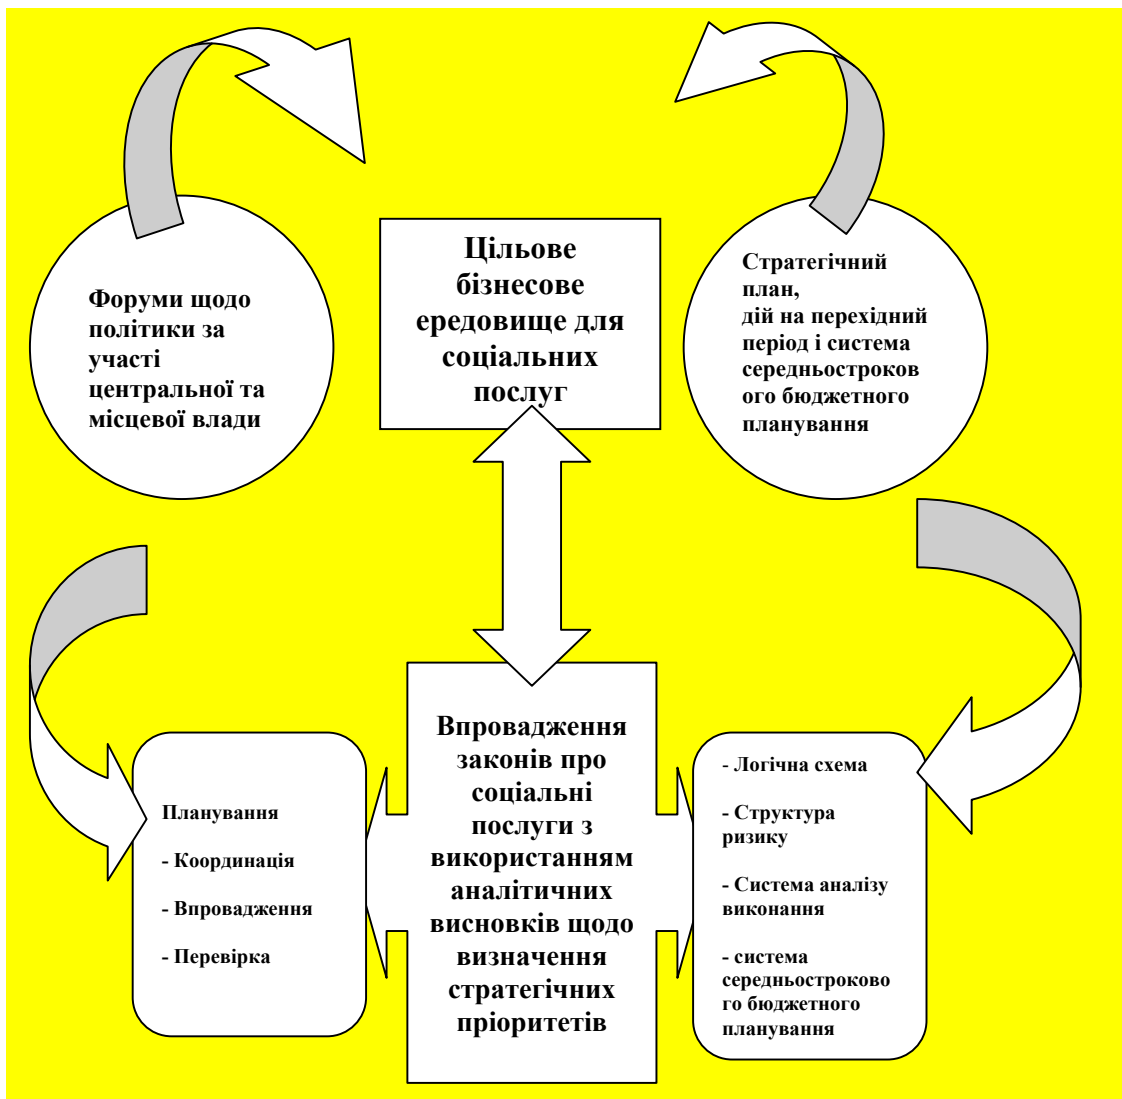 Форуми щодо
політики за
участі
центральної та
місцевої влади
Цільове
бізнесове
ередовище для
соціальних
послуг
Стратегічний
план,
дій на перехідний
період і система
середньостроков
ого бюджетного
планування
Планування
- Координація
- Впровадження
- Перевірка
Впровадження
законів про
соціальні
послуги з
використанням
аналітичних
висновків щодо
визначення
стратегічних
пріоритетів
- Логічна схема
- Структура
ризику
- Система аналізу
виконання
- система
середньостроково
го бюджетного
планування